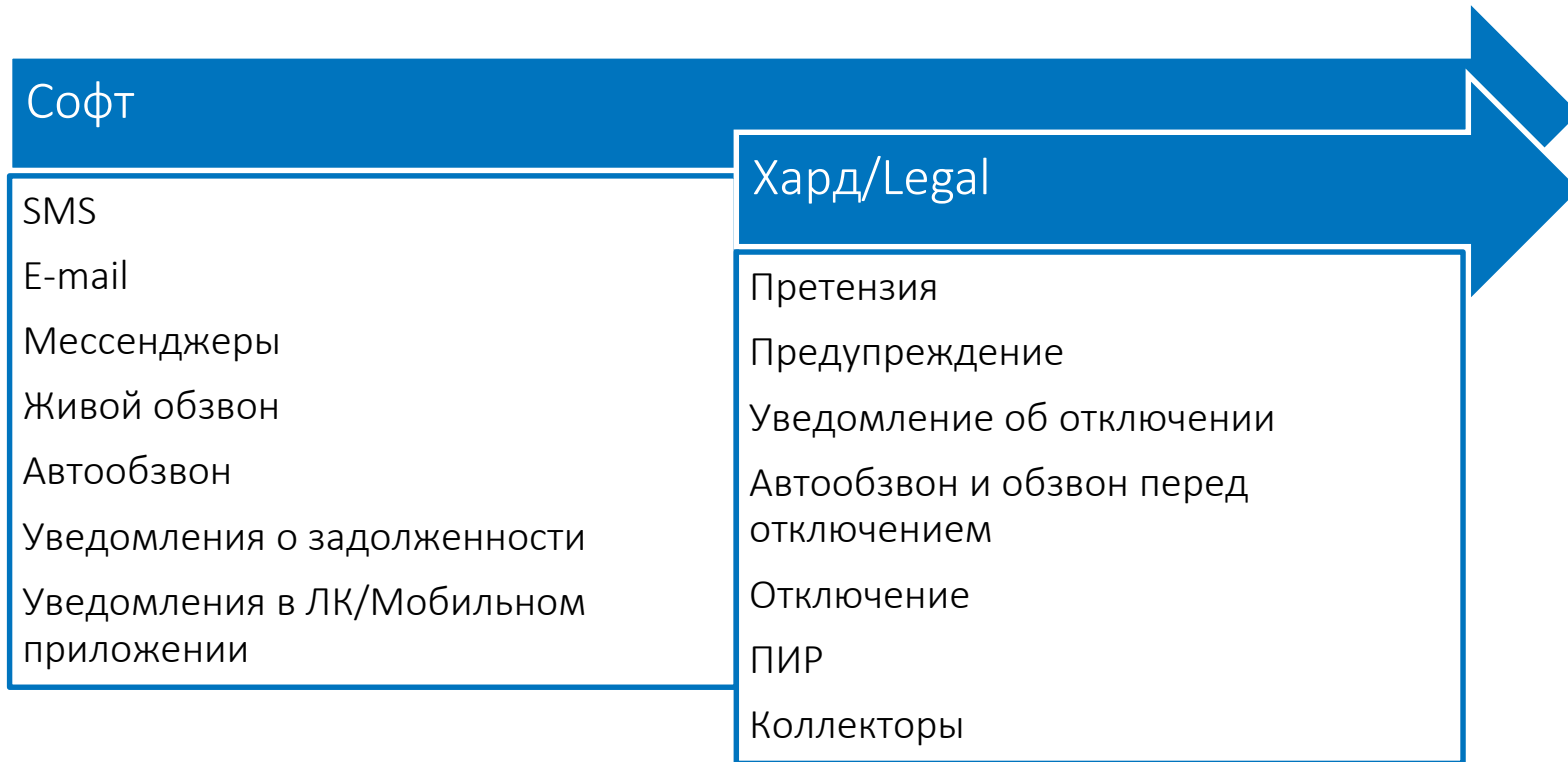 Софт
SMS
E-mail
Мессенджеры
Живой обзвон
Автообзвон
Уведомления о задолженности
Уведомления в ЛК/Мобильном
приложении
Хард/Legal
Претензия
Предупреждение
Уведомление об отключении
Автообзвон и обзвон перед
отключением
Отключение
ПИР
Коллекторы